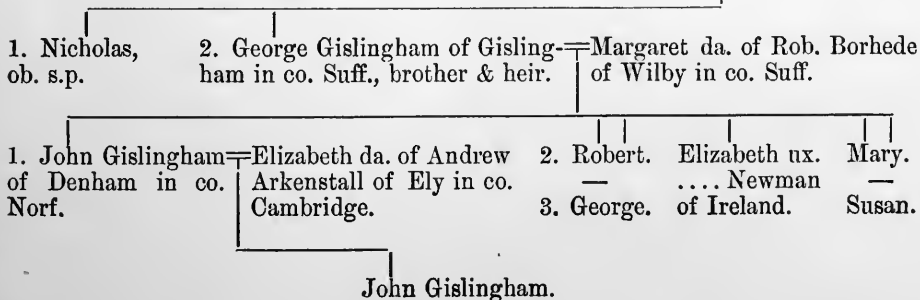 1. Nicholas,
ob. s.p.
2. George Gislingham of Gisling-
ham in co. Suff., brother & heir.
Margaret da. of Rob. Borhede
of Wilby in co. Suff.
1. John Gislingham
of Denham in co.
Norf.
Elizabeth da. of Andrew
Arkenstall of Ely in co.
Cambridge.
2. Robert.
—
3. George.
Elizabeth ux.
.... Newman
of Ireland.
Mary.
—
Susan.
John Gislingham.